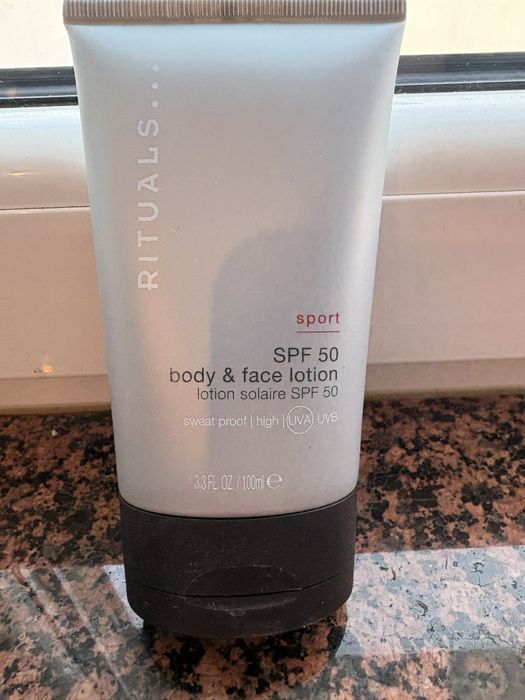 RITUALS...
sport
SPF 50
body & face lotion
lotion solaire SPF 50
sweat proof | high | UVA UVB
3.3 FL. OZ. / 100ml ℮